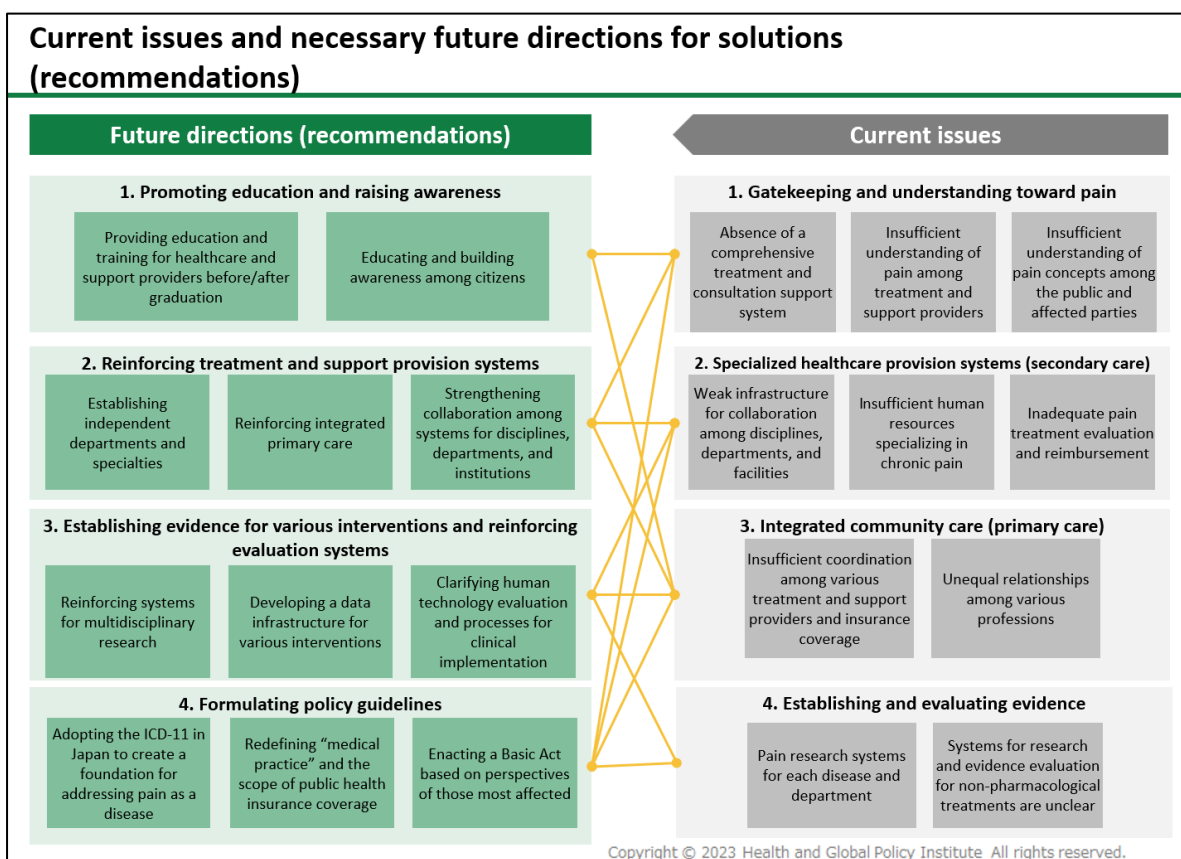 Current issues and necessary future directions for solutions
(recommendations)
Future directions (recommendations)
1. Promoting education and raising awareness
Providing education and
training for healthcare and
support providers before/after
graduation
Educating and building
awareness among citizens
2. Reinforcing treatment and support provision systems
Establishing
independent
departments and
specialties
Reinforcing integrated
primary care
Strengthening
collaboration among
systems for disciplines,
departments, and
institutions
3. Establishing evidence for various interventions and reinforcing
evaluation systems
Reinforcing systems
for multidisciplinary
research
Developing a data
infrastructure for
various interventions
Clarifying human
technology evaluation
and processes for
clinical
implementation
4. Formulating policy guidelines
Adopting the ICD-11 in
Japan to create a
foundation for
addressing pain as a
disease
Redefining “medical
practice” and the
scope of public health
insurance coverage
Enacting a Basic Act
based on perspectives
of those most affected
Current issues
1. Gatekeeping and understanding toward pain
Absence of a
comprehensive
treatment and
consultation support
system
Insufficient
understanding of
pain among
treatment and
support providers
Insufficient
understanding of
pain concepts among
the public and
affected parties
2. Specialized healthcare provision systems (secondary care)
Weak infrastructure
for collaboration
among disciplines,
departments, and
facilities
Insufficient human
resources
specializing in
chronic pain
Inadequate pain
treatment evaluation
and reimbursement
3. Integrated community care (primary care)
Insufficient coordination
among various
treatment and support
providers and insurance
coverage
Unequal relationships
among various
professions
4. Establishing and evaluating evidence
Pain research systems
for each disease and
department
Systems for research
and evidence evaluation
for non-pharmacological
treatments are unclear
Copyright © 2023 Health and Global Policy Institute All rights reserved.